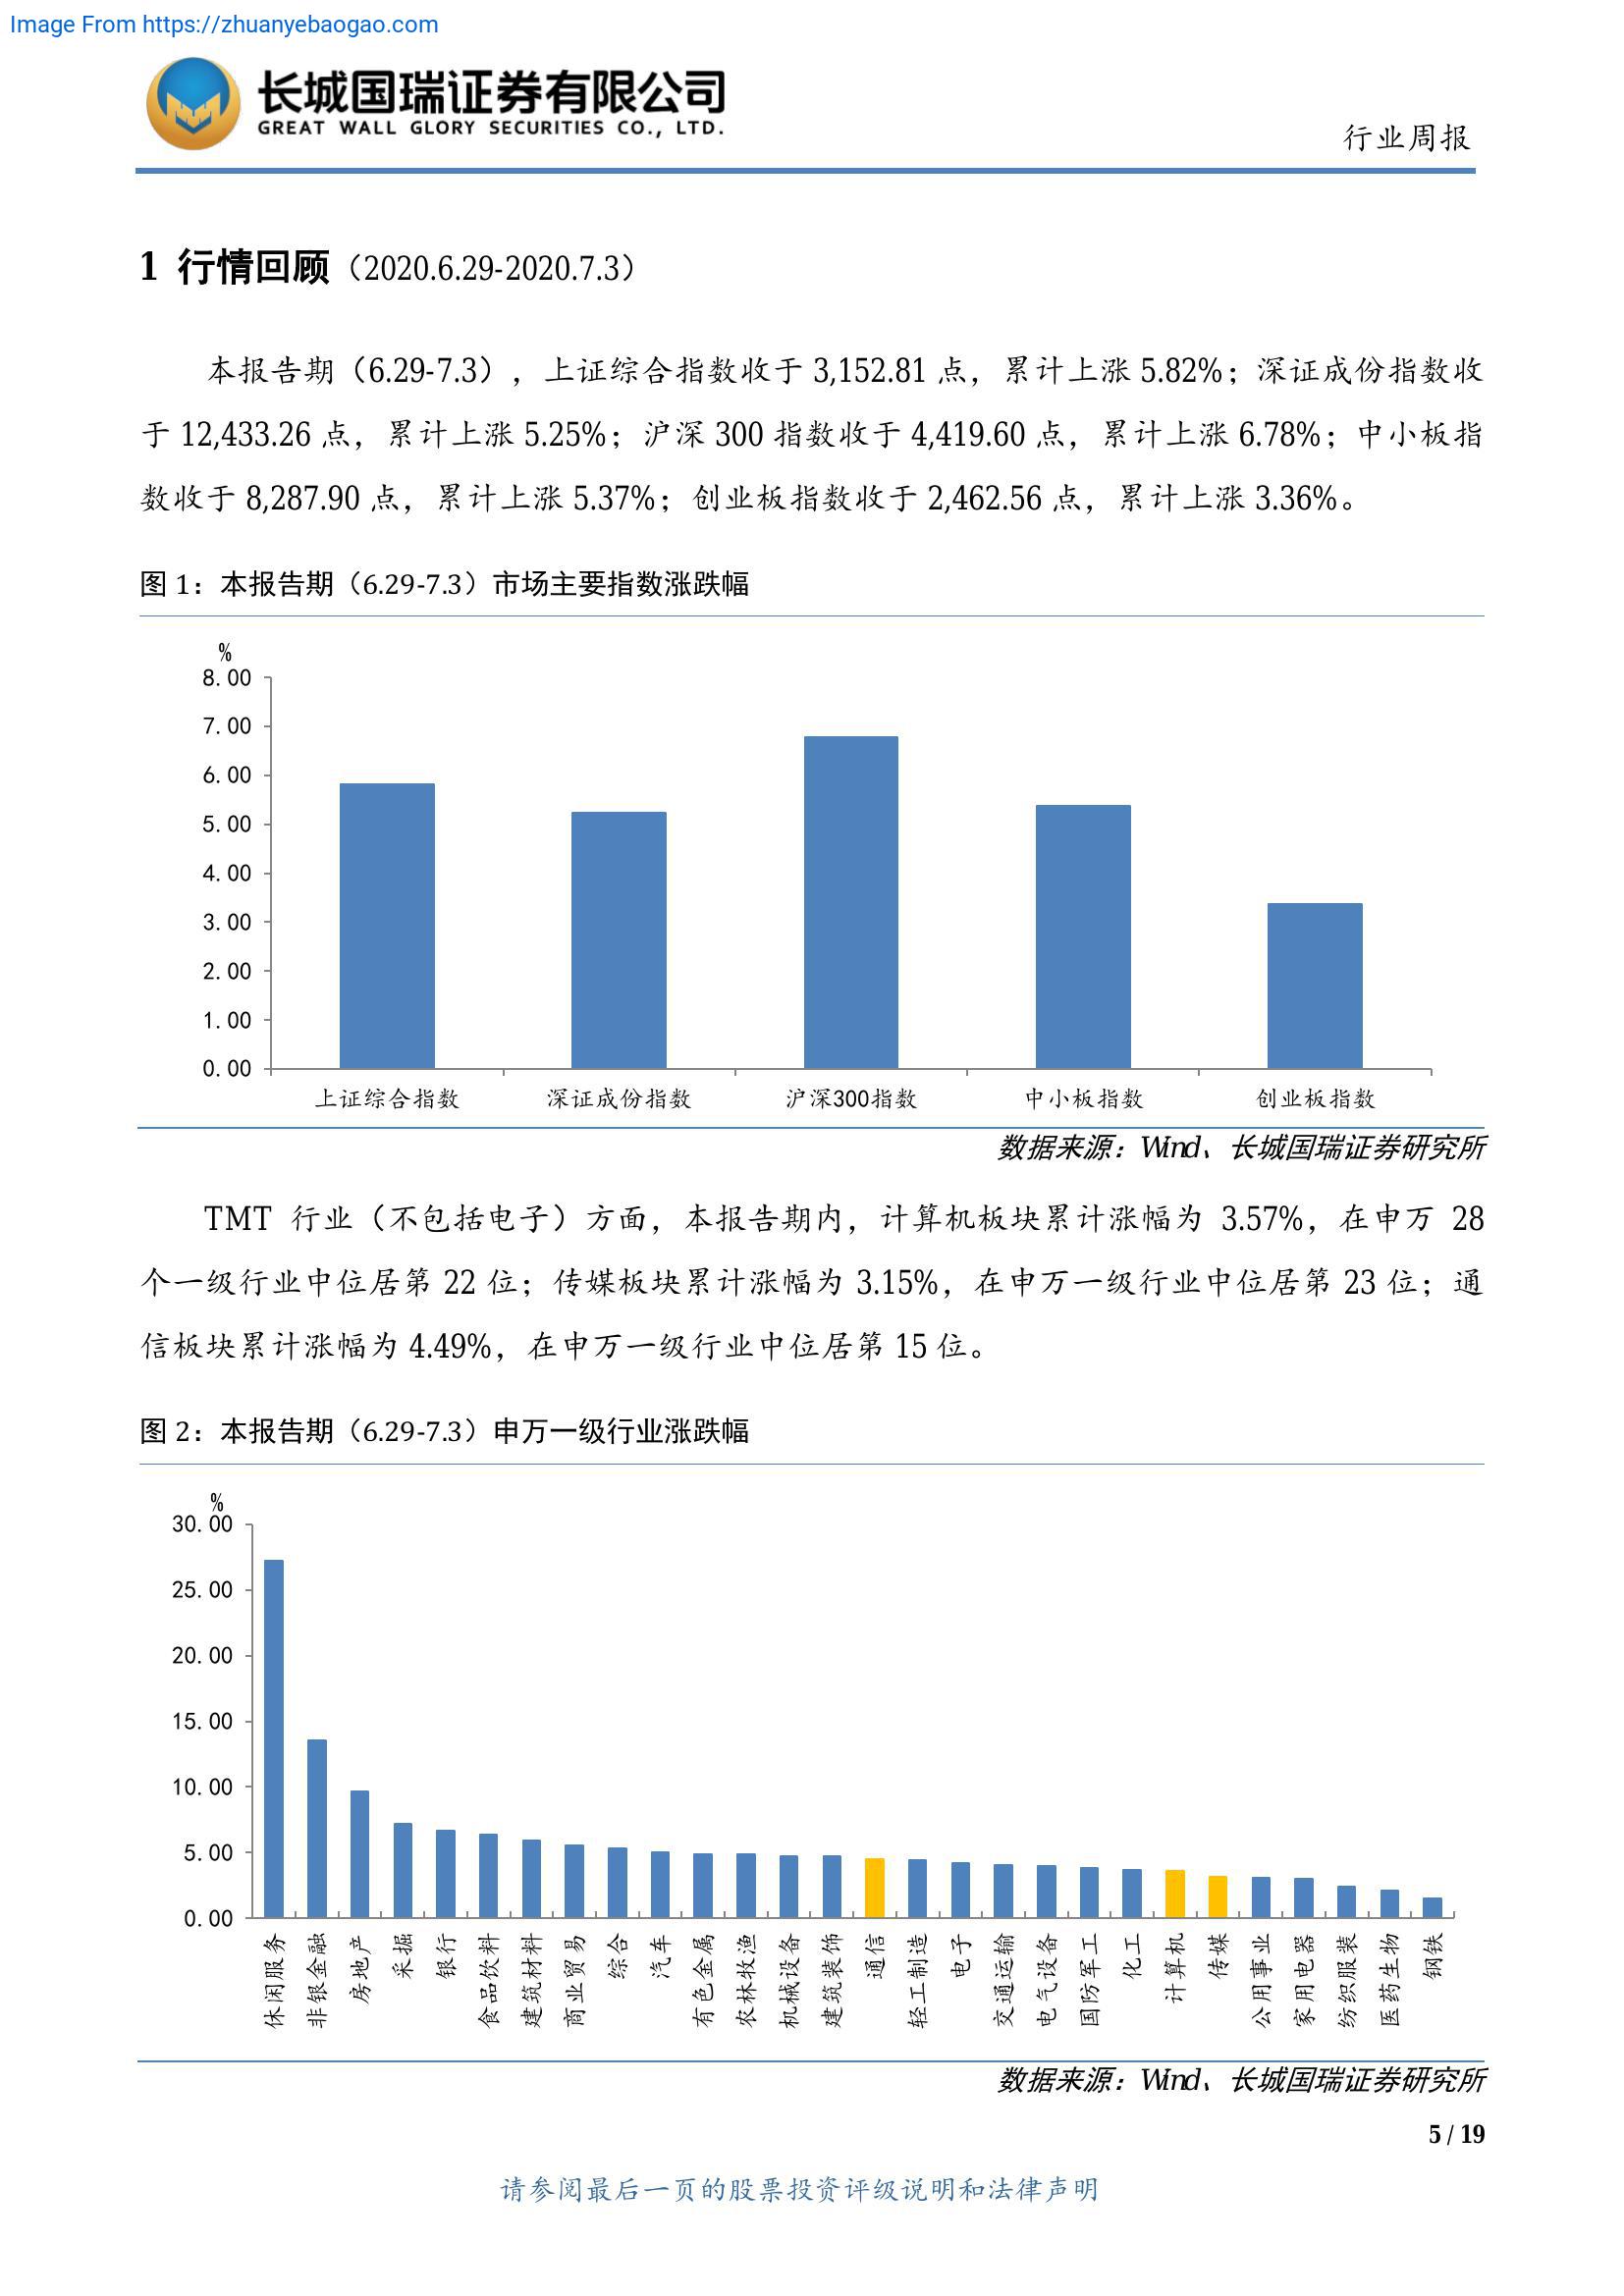 Image From https://zhuanyebaogao.com
长城国瑞证券有限公司
GREAT WALL GLORY SECURITIES CO., LTD.
行业周报
1 行情回顾（2020.6.29-2020.7.3）
本报告期（6.29-7.3），上证综合指数收于 3,152.81 点，累计上涨 5.82%；深证成份指数收
于 12,433.26 点，累计上涨 5.25%；沪深 300 指数收于 4,419.60 点，累计上涨 6.78%；中小板指
数收于 8,287.90 点，累计上涨 5.37%；创业板指数收于 2,462.56 点，累计上涨 3.36%。
图 1：本报告期（6.29-7.3）市场主要指数涨跌幅
%
8.00
7.00
6.00
5.00
4.00
3.00
2.00
1.00
0.00
上证综合指数 深证成份指数 沪深300指数 中小板指数 创业板指数
数据来源：Wind、长城国瑞证券研究所
TMT 行业（不包括电子）方面，本报告期内，计算机板块累计涨幅为 3.57%，在申万 28
个一级行业中位居第 22 位；传媒板块累计涨幅为 3.15%，在申万一级行业中位居第 23 位；通
信板块累计涨幅为 4.49%，在申万一级行业中位居第 15 位。
图 2：本报告期（6.29-7.3）申万一级行业涨跌幅
%
30.00
25.00
20.00
15.00
10.00
5.00
0.00
休闲服务
非银金融
房地产
采掘
银行
食品饮料
建筑材料
商业贸易
综合
汽车
有色金属
农林牧渔
机械设备
建筑装饰
通信
轻工制造
电子
交通运输
电气设备
国防军工
化工
计算机
传媒
公用事业
家用电器
纺织服装
医药生物
钢铁
数据来源：Wind、长城国瑞证券研究所
5 / 19
请参阅最后一页的股票投资评级说明和法律声明